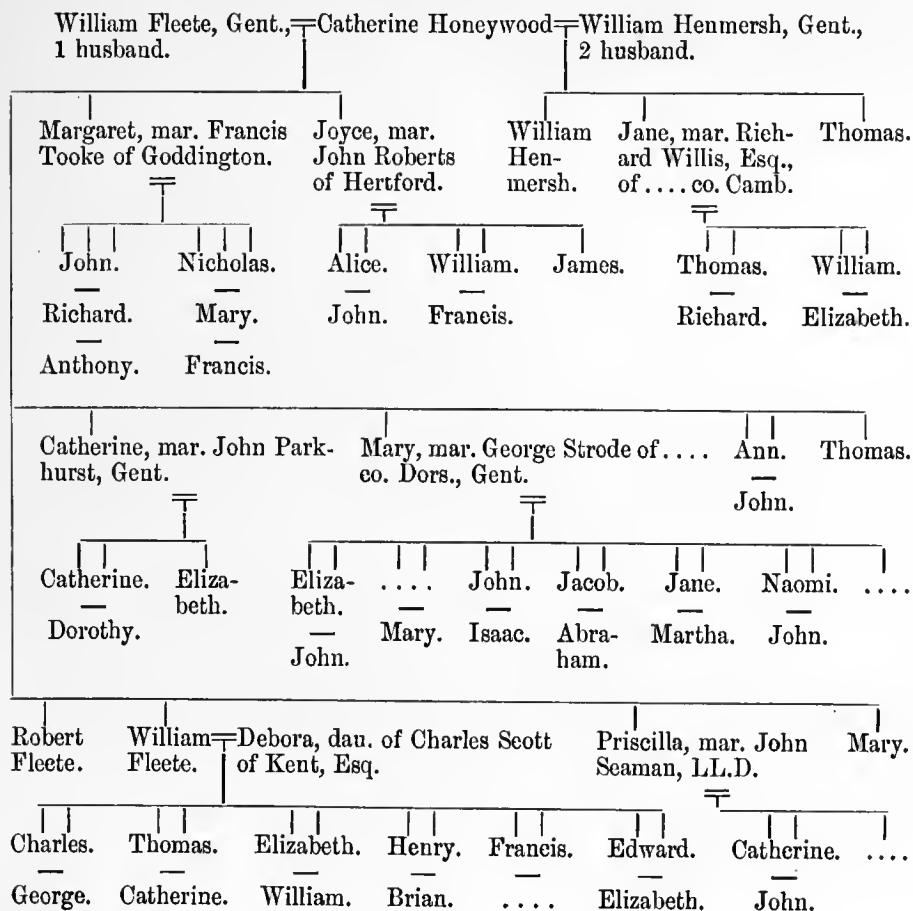 William Fleete, Gent., Catherine Honeywood William Henmersh, Gent.,
1 husband. 2 husband.
Margaret, mar. Francis Joyce, mar. William Jane, mar. Rich- Thomas.
Tooke of Goddington. John Roberts Hen- ard Willis, Esq.,
of Hertford. mersh. of .... co. Camb.
John. Nicholas. Alice. William. James. Thomas. William.
Richard. Mary. John. Francis. Richard. Elizabeth.
Anthony. Francis.
Catherine, mar. John Park- Mary, mar. George Strode of .... Ann. Thomas.
hurst, Gent. co. Dors., Gent.
John.
Catherine. Eliza- Eliza- .... John. Jacob. Jane. Naomi. ....
beth. beth.
Dorothy. Mary. Isaac. Abra- Martha. John.
John. ham.
Robert William Debora, dau. of Charles Scott Priscilla, mar. John Mary.
Fleete. Fleete. of Kent, Esq. Seaman, LL.D.
Charles. Thomas. Elizabeth. Henry. Francis. Edward. Catherine. ....
George. Catherine. William. Brian. .... Elizabeth. John.